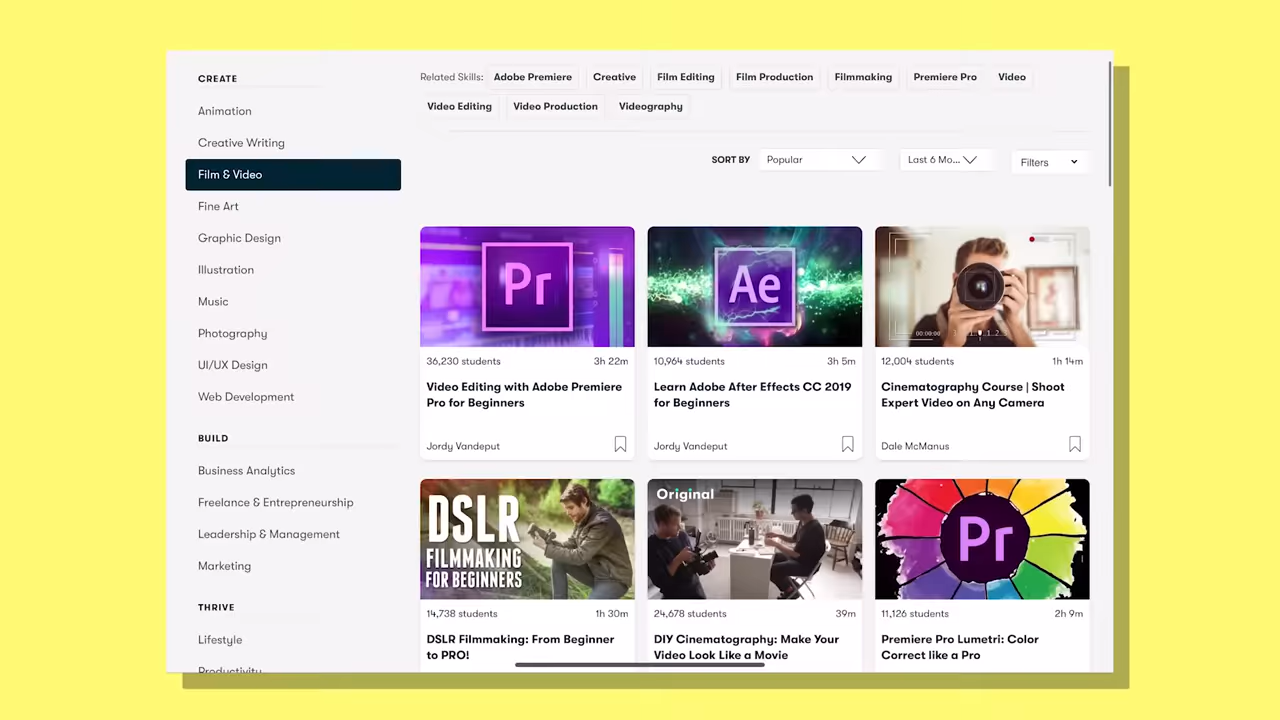 CREATE
Animation
Creative Writing
Film & Video
Fine Art
Graphic Design
Illustration
Music
Photography
UI/UX Design
Web Development
BUILD
Business Analytics
Freelance & Entrepreneurship
Leadership & Management
Marketing
THRIVE
Lifestyle
Productivity
Related Skills: Adobe Premiere Creative Film Editing Film Production Filmmaking Premiere Pro Video
Video Editing Video Production Videography
SORT BY Popular Last 6 Mo... Filters
Pr
36,230 students 3h 22m
Video Editing with Adobe Premiere
Pro for Beginners
Jordy Vandeput
Ae
10,964 students 3h 5m
Learn Adobe After Effects CC 2019
for Beginners
Jordy Vandeput
00:00:00
12,004 students 1h 14m
Cinematography Course | Shoot
Expert Video on Any Camera
Dale McManus
DSLR
FILMMAKING
FOR BEGINNERS
14,738 students 1h 30m
DSLR Filmmaking: From Beginner
to PRO!
Original
24,678 students 39m
DIY Cinematography: Make Your
Video Look Like a Movie
Pr
11,126 students 2h 9m
Premiere Pro Lumetri: Color
Correct like a Pro